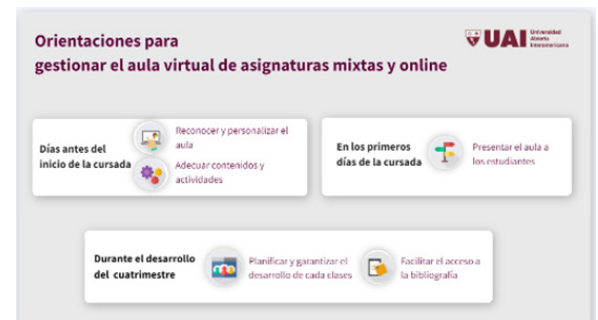 Orientaciones para
gestionar el aula virtual de asignaturas mixtas y online
UAI
Universidad
Abierta
Interamericana
Días antes del
inicio de la cursada
Reconocer y personalizar el
aula
Adecuar contenidos y
actividades
En los primeros
días de la cursada
Presentar el aula a
los estudiantes
Durante el desarrollo
del cuatrimestre
Planificar y garantizar el
desarrollo de cada clases
Facilitar el acceso a
la bibliografía